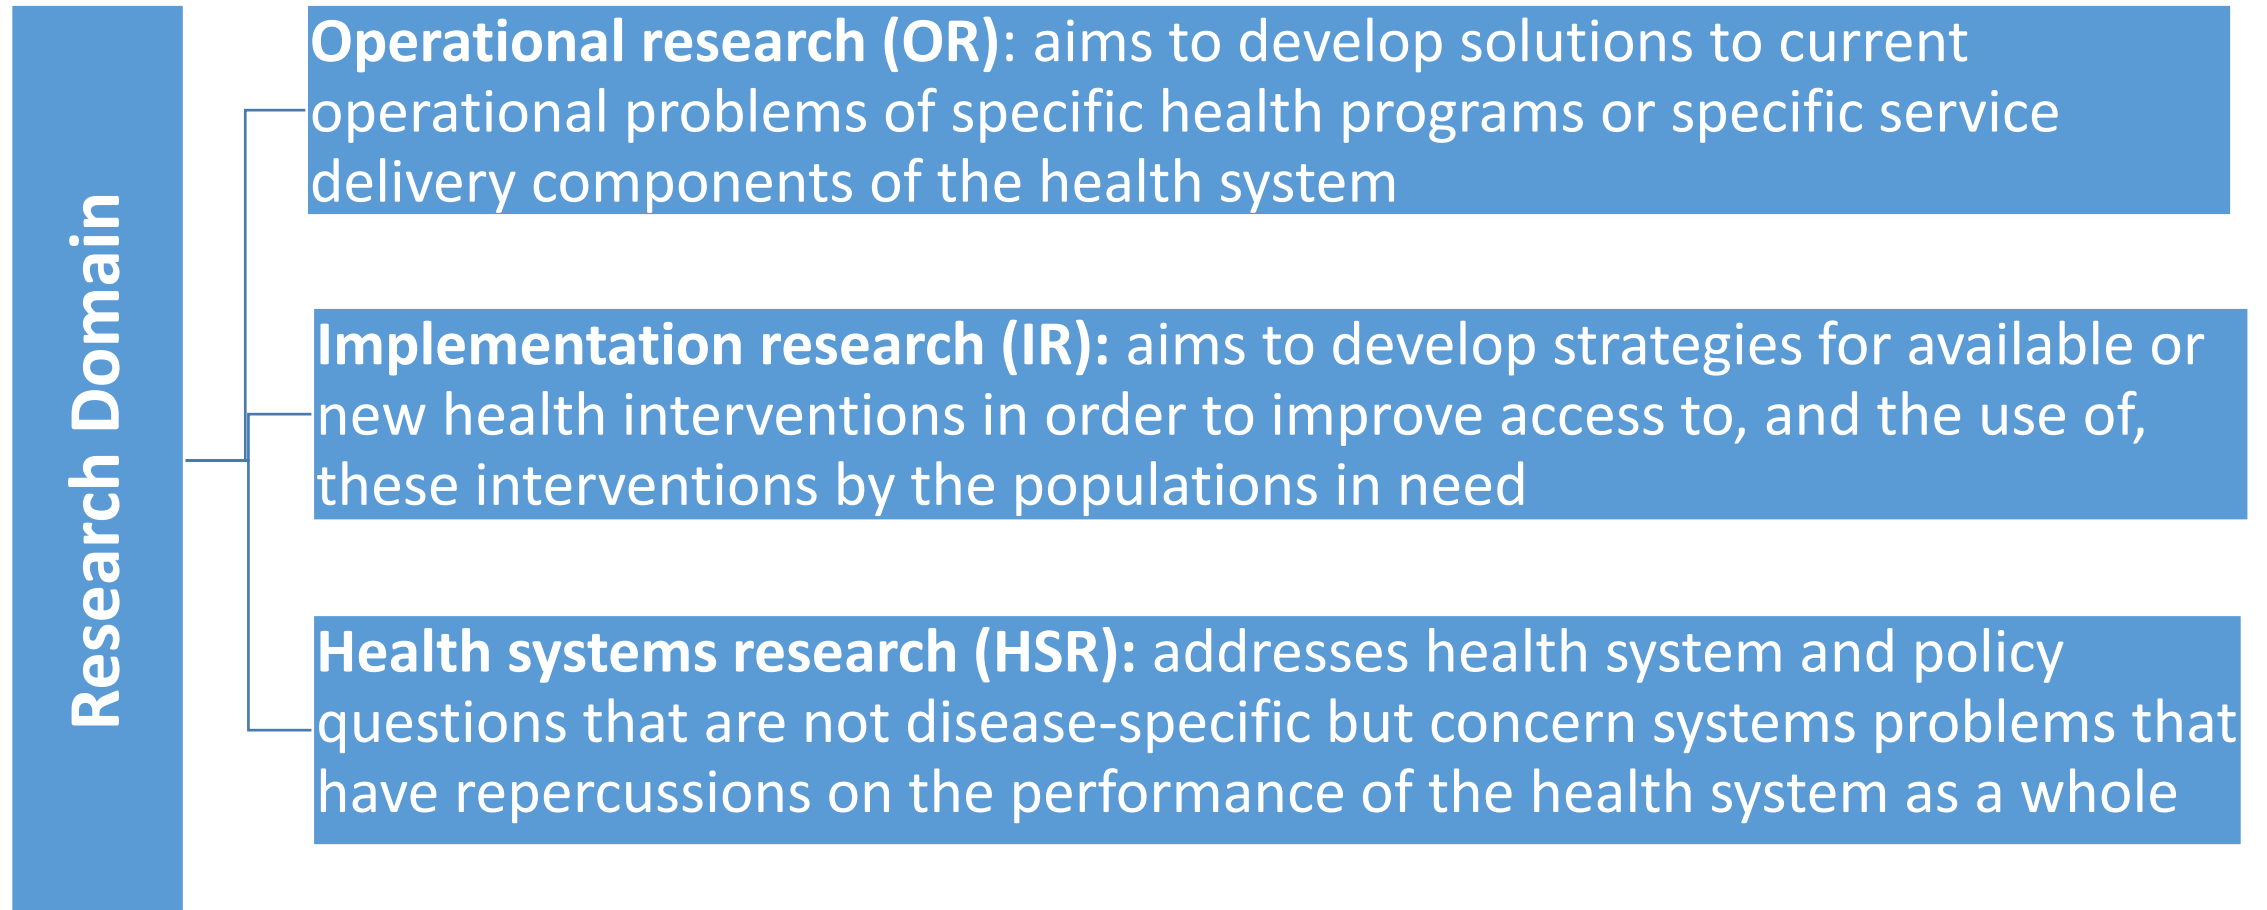 Research Domain
Operational research (OR): aims to develop solutions to current
operational problems of specific health programs or specific service
delivery components of the health system
Implementation research (IR): aims to develop strategies for available or
new health interventions in order to improve access to, and the use of,
these interventions by the populations in need
Health systems research (HSR): addresses health system and policy
questions that are not disease-specific but concern systems problems that
have repercussions on the performance of the health system as a whole